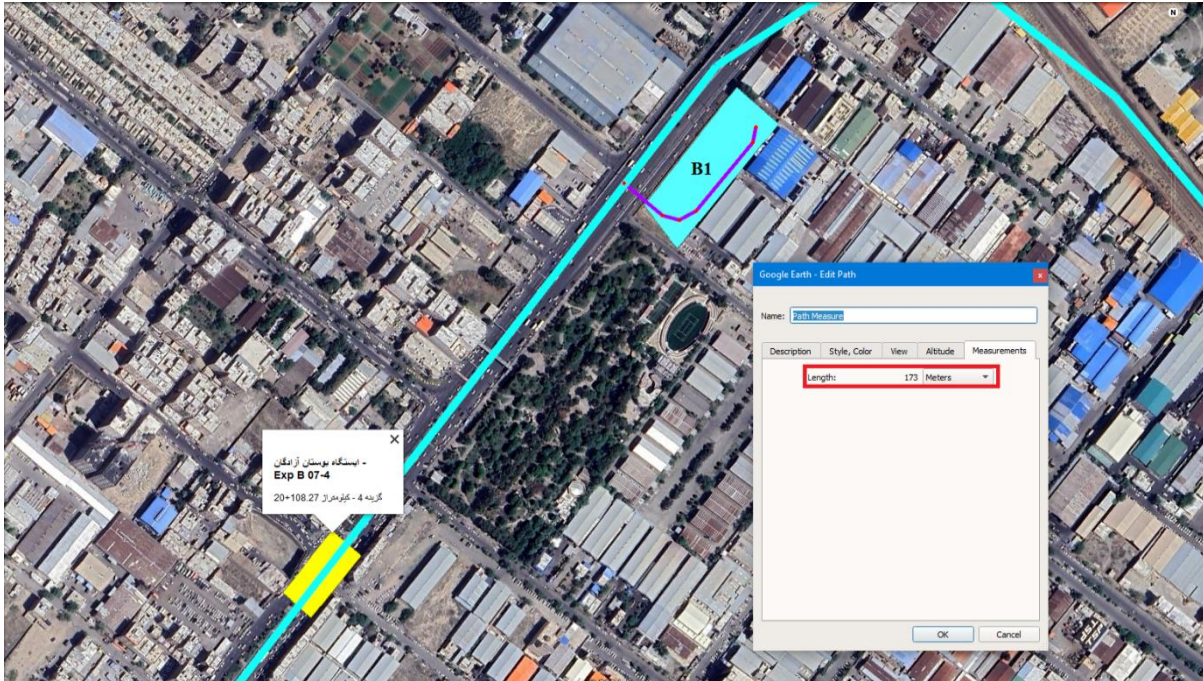 N
B1
Google Earth - Edit Path
x
Name: Path Measure
Description Style, Color View Altitude Measurements
Length: 173 Meters
OK Cancel
ایستگاه بوستان آزادگان -
Exp B 07-4
گزینه 4 - کیلومتراژ 20+108.27